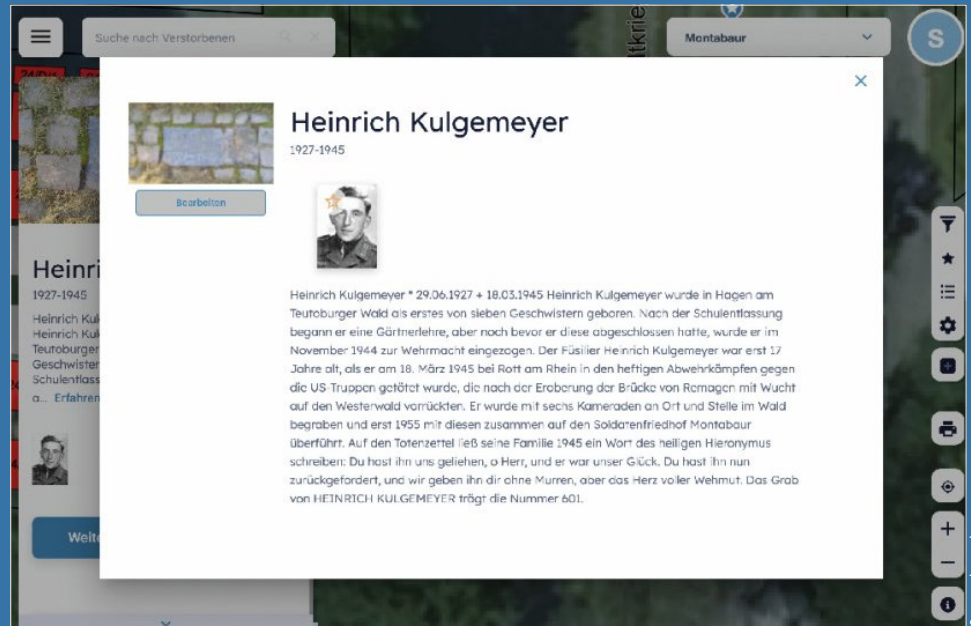 Suche nach Verstorbenen
tkrie
Montabaur
S
Heinrich Kulgemeyer
1927-1945
Bearbeiten
Heinrich Kulgemeyer * 29.06.1927 + 18.03.1945 Heinrich Kulgemeyer wurde in Hagen am
Teutoburger Wald als erstes von sieben Geschwistern geboren. Nach der Schulentlassung
begann er eine Gärtnerlehre, aber noch bevor er diese abgeschlossen hatte, wurde er im
November 1944 zur Wehrmacht eingezogen. Der Füsilier Heinrich Kulgemeyer war erst 17
Jahre alt, als er am 18. März 1945 bei Rott am Rhein in den heftigen Abwehrkämpfen gegen
die US-Truppen getötet wurde, die nach der Eroberung der Brücke von Remagen mit Wucht
auf den Westerwald vorrückten. Er wurde mit sechs Kameraden an Ort und Stelle im Wald
begraben und erst 1955 mit diesen zusammen auf den Soldatenfriedhof Montabaur
überführt. Auf den Totenzettel ließ seine Familie 1945 ein Wort des heiligen Hieronymus
schreiben: Du hast ihn uns geliehen, o Herr, und er war unser Glück. Du hast ihn nun
zurückgefordert, und wir geben ihn dir ohne Murren, aber das Herz voller Wehmut. Das Grab
von HEINRICH KULGEMEYER trägt die Nummer 601.
Heinri
1927-1945
Heinrich Kul
Heinrich Kul
Teutoburger
Geschwister
Schulentlass
a... Erfahren
Weite